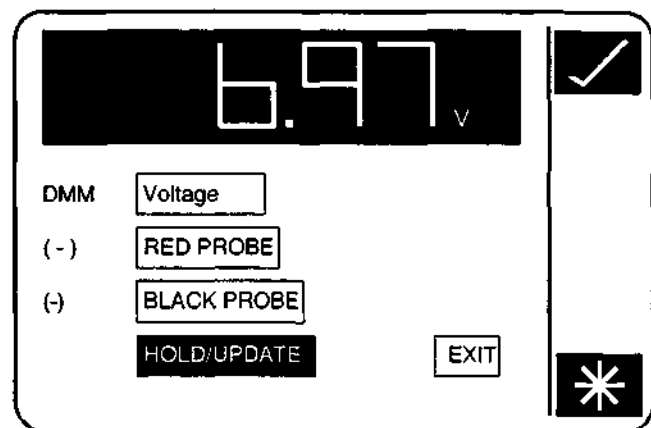 6.97 V
DMM Voltage
( - ) RED PROBE
(-) BLACK PROBE
HOLD/UPDATE EXIT